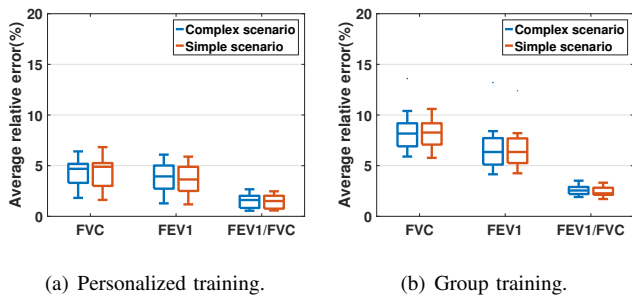 (a)
Average relative error(%)
20
15
10
5
0
Complex scenario
Simple scenario
FVC FEV1 FEV1/FVC
(a) Personalized training.
(b)
Average relative error(%)
20
15
10
5
0
Complex scenario
Simple scenario
FVC FEV1 FEV1/FVC
(b) Group training.